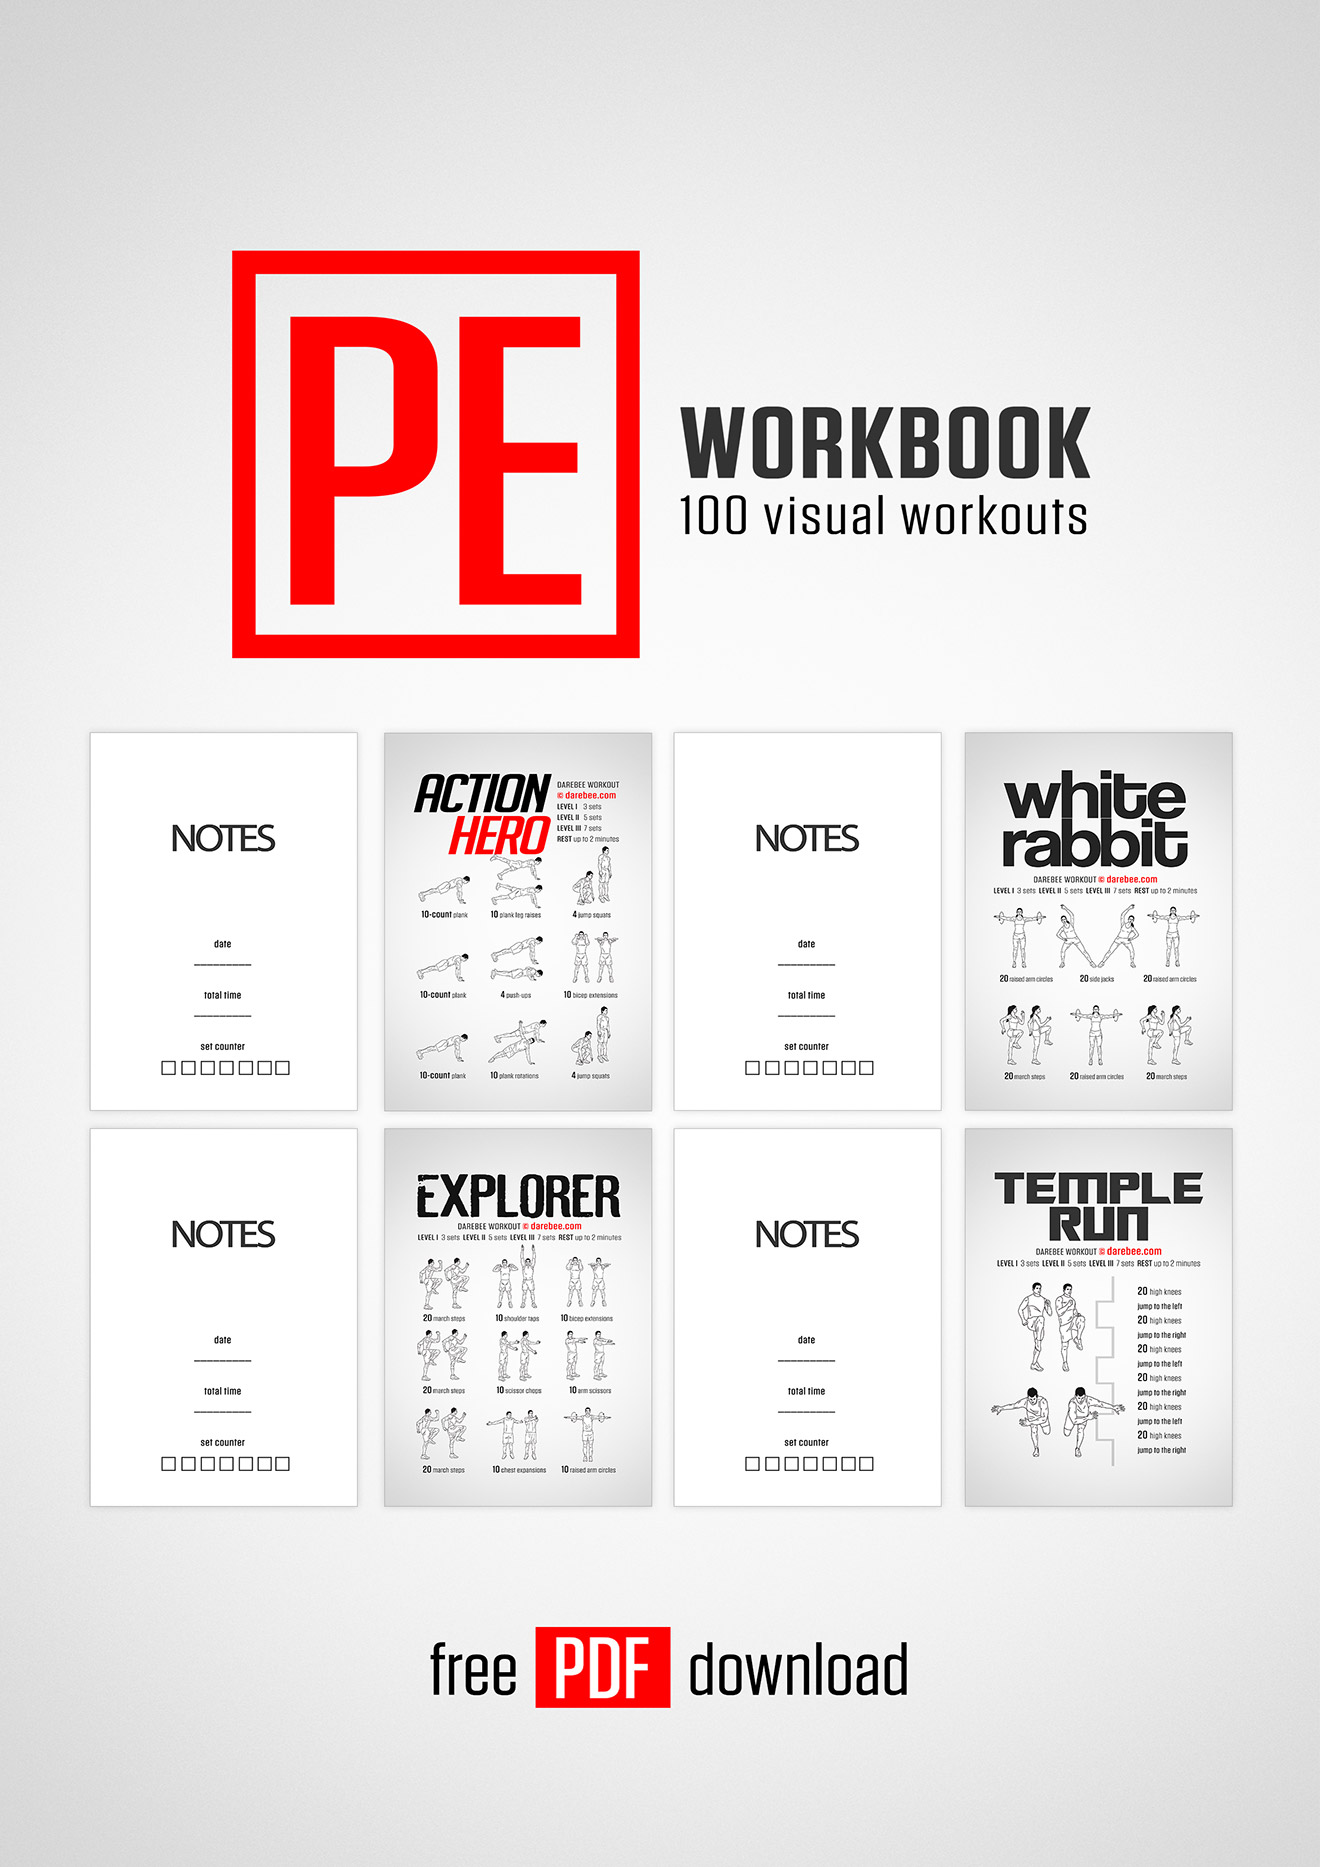 PE
WORKBOOK
100 visual workouts
NOTES
date
_________
total time
_________
set counter
ACTION
HERO
DAREBEE WORKOUT
© darebee.com
LEVEL I 3 sets
LEVEL II 5 sets
LEVEL III 7 sets
REST up to 2 minutes
10-count plank 10 plank leg raises 4 jump squats
10-count plank 4 push-ups 10 bicep extensions
10-count plank 10 plank rotations 4 jump squats
NOTES
date
_________
total time
_________
set counter
white
rabbit
DAREBEE WORKOUT © darebee.com
LEVEL I 3 sets LEVEL II 5 sets LEVEL III 7 sets REST up to 2 minutes
20 raised arm circles 20 side jacks 20 raised arm circles
20 march steps 20 raised arm circles 20 march steps
NOTES
date
_________
total time
_________
set counter
EXPLORER
DAREBEE WORKOUT © darebee.com
LEVEL I 3 sets LEVEL II 5 sets LEVEL III 7 sets REST up to 2 minutes
20 march steps 10 shoulder taps 10 bicep extensions
20 march steps 10 scissor chops 10 arm scissors
20 march steps 10 chest expansions 10 raised arm circles
NOTES
date
_________
total time
_________
set counter
TEMPLE
RUN
DAREBEE WORKOUT © darebee.com
LEVEL I 3 sets LEVEL II 5 sets LEVEL III 7 sets REST up to 2 minutes
20 high knees
jump to the left
20 high knees
jump to the right
20 high knees
jump to the left
20 high knees
jump to the right
20 high knees
jump to the left
20 high knees
jump to the right
free PDF download